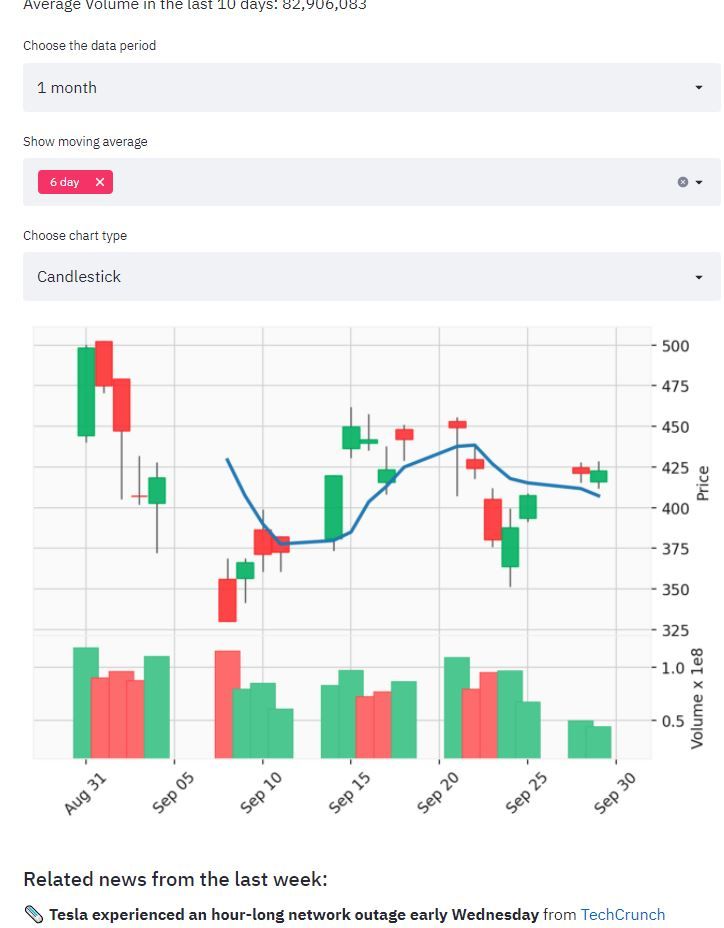 Average Volume in the last 10 days: 82,906,083
Choose the data period
1 month
Show moving average
6 day ×
Choose chart type
Candlestick
500
475
450
425
400
375
350
325
Price
1.0
0.5
Volume x 1e8
Aug 31
Sep 05
Sep 10
Sep 15
Sep 20
Sep 25
Sep 30
Related news from the last week:
Tesla experienced an hour-long network outage early Wednesday from TechCrunch